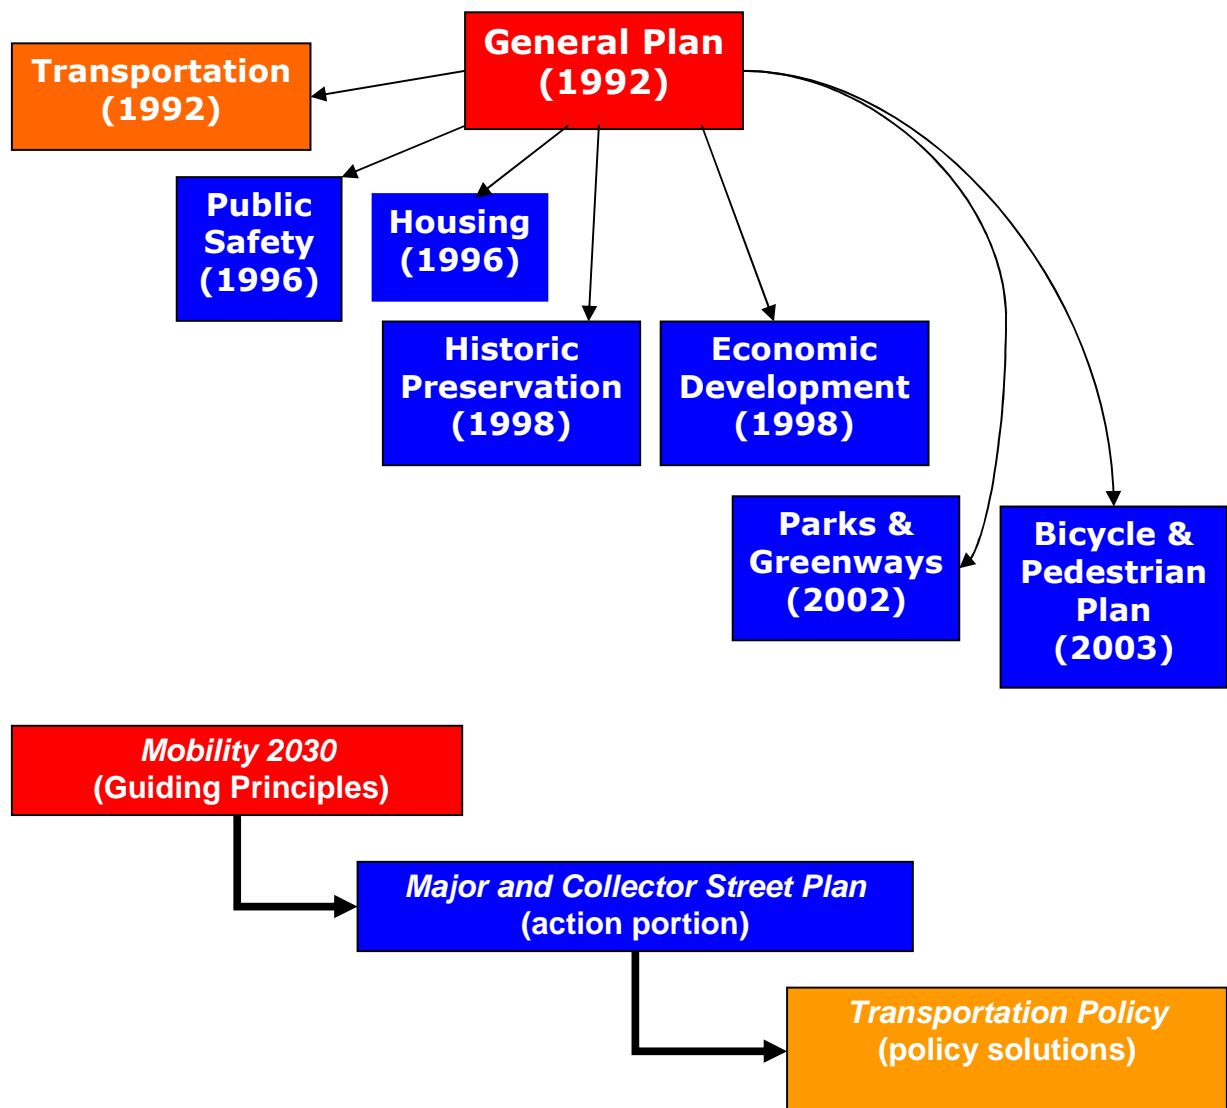 General Plan
(1992)
Transportation
(1992)
Public
Safety
(1996)
Housing
(1996)
Historic
Preservation
(1998)
Economic
Development
(1998)
Parks &
Greenways
(2002)
Bicycle &
Pedestrian
Plan
(2003)
Mobility 2030
(Guiding Principles)
Major and Collector Street Plan
(action portion)
Transportation Policy
(policy solutions)